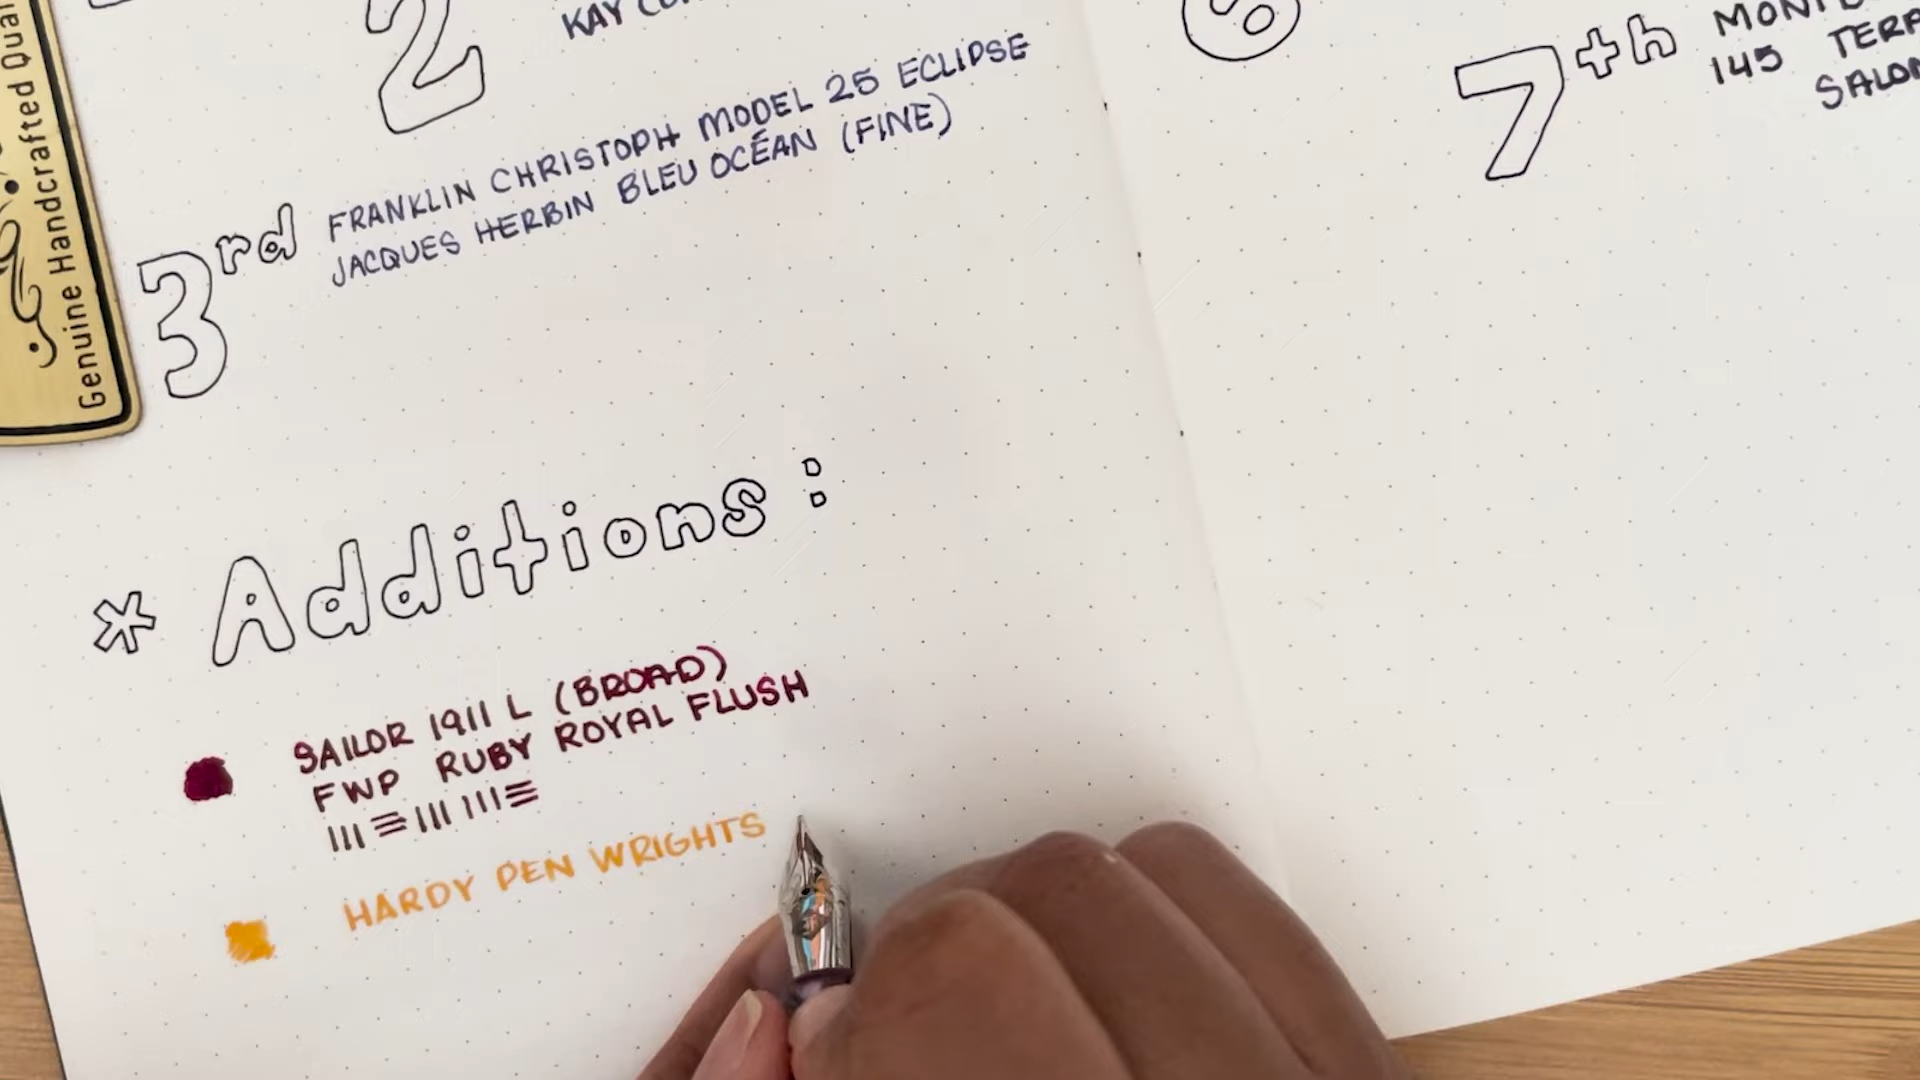 Genuine Handcrafted
2
KAY
3rd
FRANKLIN CHRISTOPH MODEL 25 ECLIPSE
JACQUES HERBIN BLEU OCÉAN (FINE)
* Additions:
SAILOR 1911 L (BROAD)
FWP RUBY ROYAL FLUSH
HARDY PEN WRIGHTS
7th
145